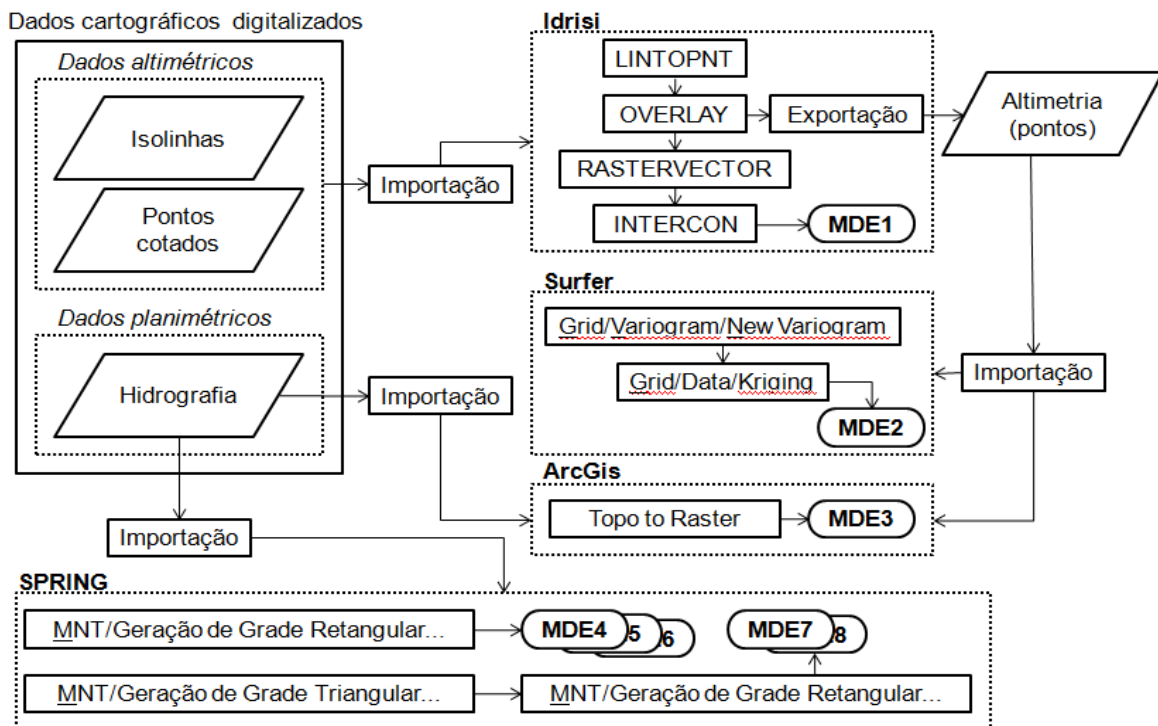 Dados cartográficos digitalizados
Dados altimétricos
Isolinhas
Pontos
cotados
Dados planimétricos
Hidrografia
Importação
Importação
Importação
Idrisi
LINTOPNT
OVERLAY
Exportação
RASTERVECTOR
INTERCON
MDE1
Altimetria
(pontos)
Surfer
Grid/Variogram/New Variogram
Grid/Data/Kriging
MDE2
Importação
ArcGis
Topo to Raster
MDE3
SPRING
MNT/Geração de Grade Retangular...
MDE4
5
6
MDE7
8
MNT/Geração de Grade Triangular...
MNT/Geração de Grade Retangular...